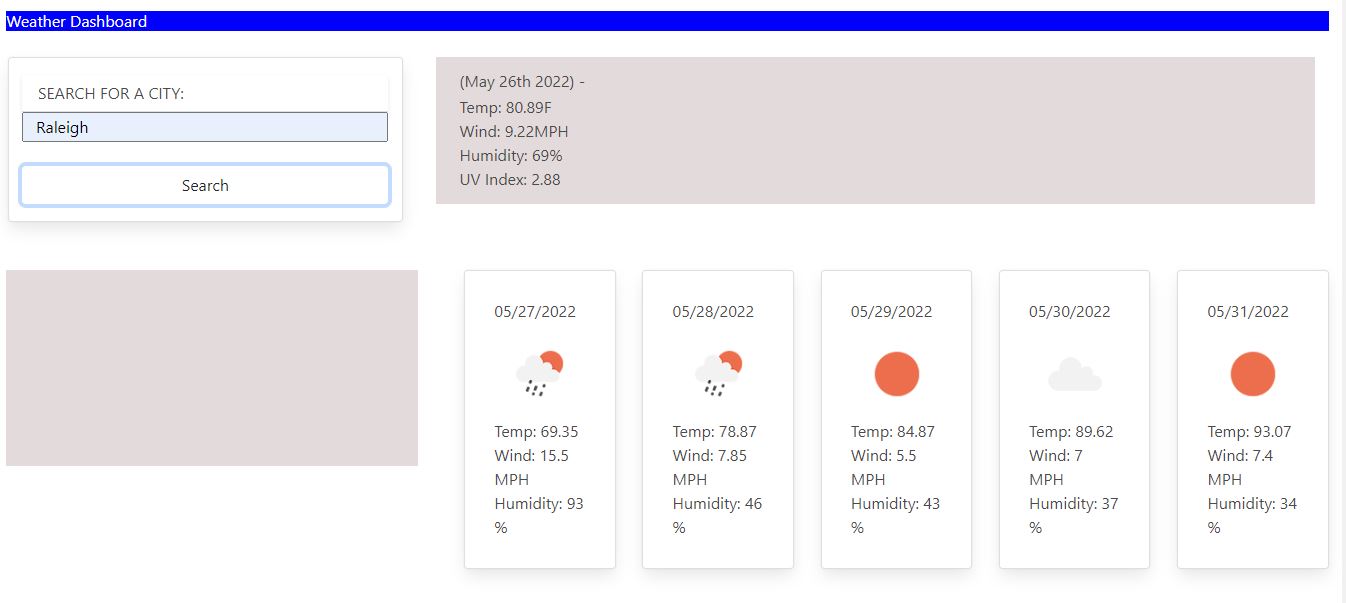 Weather Dashboard
SEARCH FOR A CITY:
Raleigh
Search
(May 26th 2022) -
Temp: 80.89F
Wind: 9.22MPH
Humidity: 69%
UV Index: 2.88
05/27/2022
Temp: 69.35
Wind: 15.5
MPH
Humidity: 93
%
05/28/2022
Temp: 78.87
Wind: 7.85
MPH
Humidity: 46
%
05/29/2022
Temp: 84.87
Wind: 5.5
MPH
Humidity: 43
%
05/30/2022
Temp: 89.62
Wind: 7
MPH
Humidity: 37
%
05/31/2022
Temp: 93.07
Wind: 7.4
MPH
Humidity: 34
%